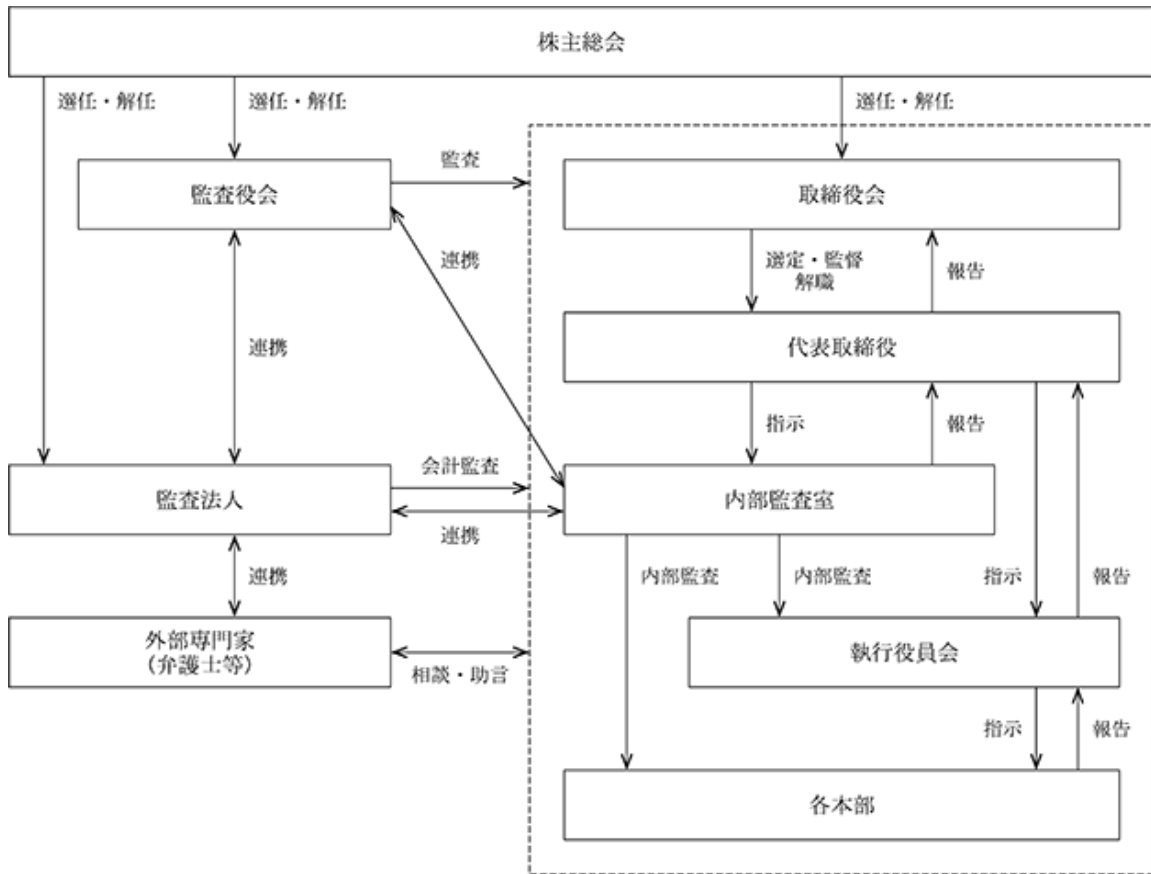 株主総会
選任・解任
選任・解任
選任・解任
監査
監査役会
取締役会
連携
選定・監督
解職
報告
連携
代表取締役
指示
報告
会計監査
監査法人
内部監査室
連携
連携
内部監査
内部監査
指示
報告
外部専門家
(弁護士等)
執行役員会
相談・助言
指示
報告
各本部